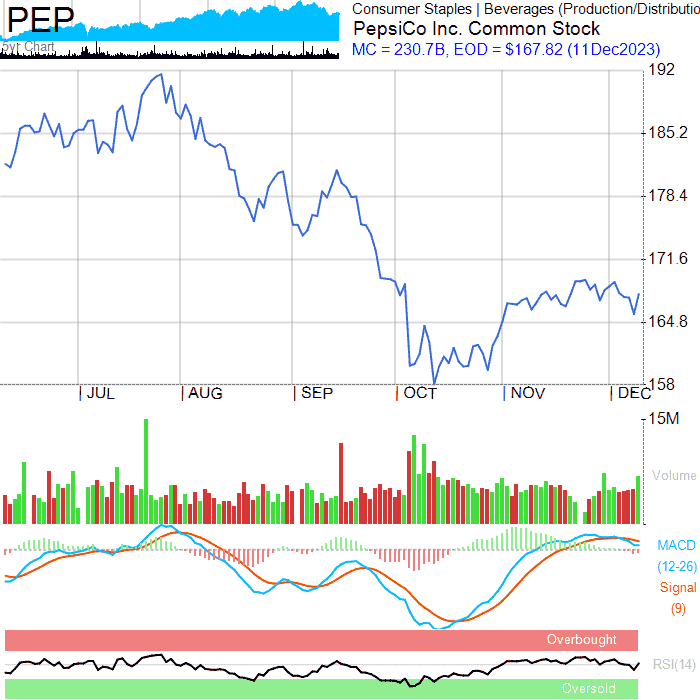 PEP
5yr Chart
Consumer Staples | Beverages (Production/Distributio
PepsiCo Inc. Common Stock
MC = 230.7B, EOD = $167.82 (11Dec2023)
192
185.2
178.4
171.6
164.8
158
JUL AUG SEP OCT NOV DEC
15M
Volume
MACD
(12-26)
Signal
(9)
Overbought
RSI(14)
Oversold